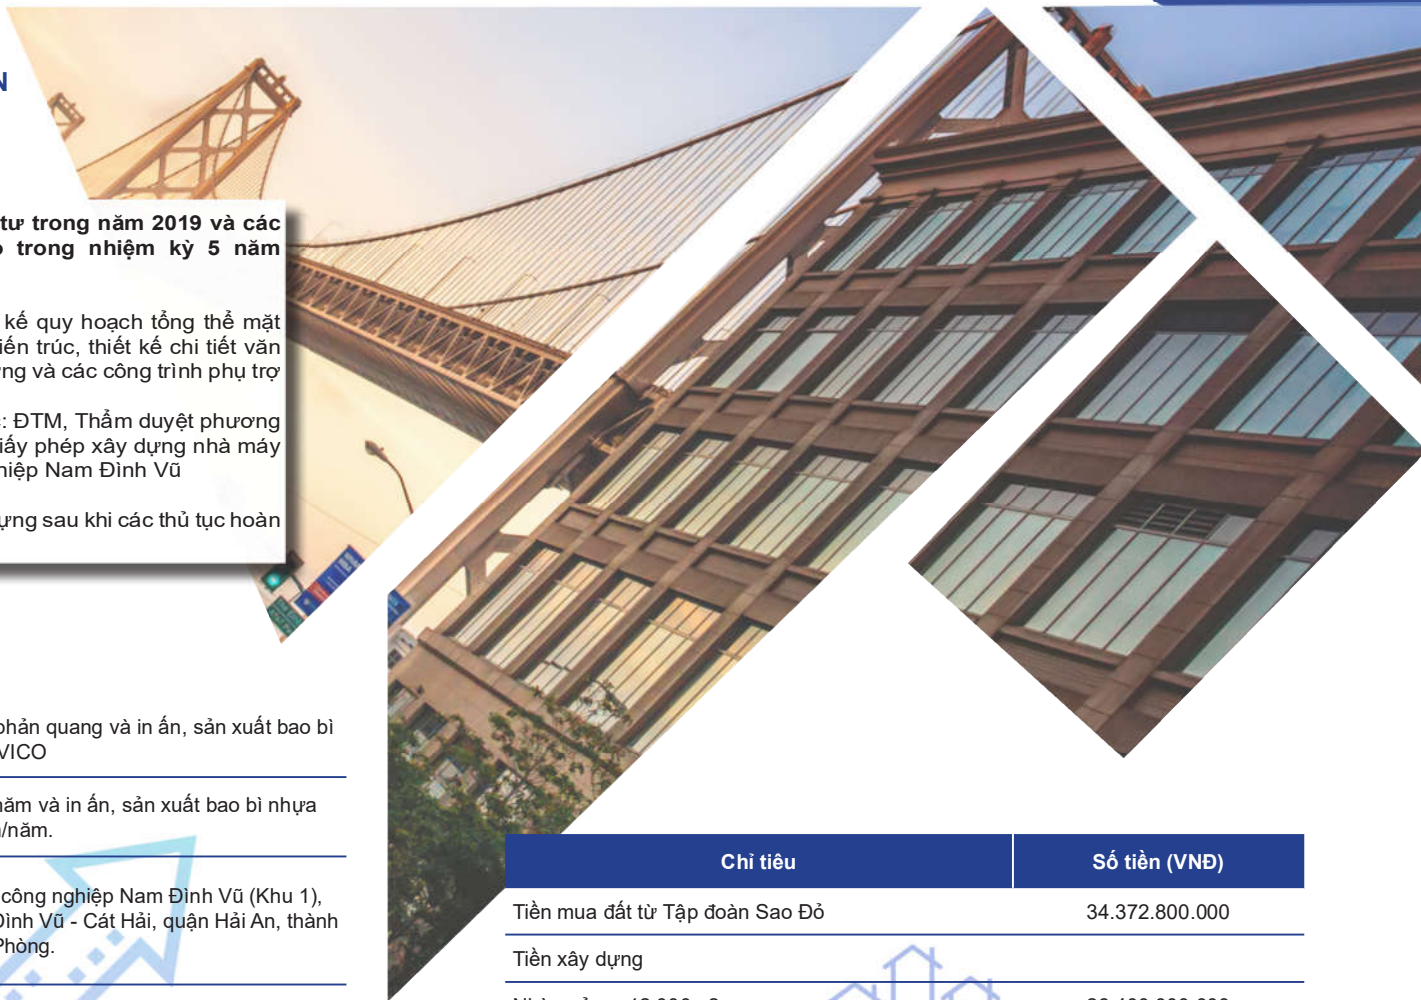 N
tư trong năm 2019 và các
trong nhiệm kỳ 5 năm
kế quy hoạch tổng thể mặt
iến trúc, thiết kế chi tiết văn
ng và các công trình phụ trợ
: ĐTM, Thẩm duyệt phương
iấy phép xây dựng nhà máy
hiệp Nam Đình Vũ
ựng sau khi các thủ tục hoàn
phản quang và in ấn, sản xuất bao bì
VICO
năm và in ấn, sản xuất bao bì nhựa
/năm.
công nghiệp Nam Đình Vũ (Khu 1),
Đình Vũ - Cát Hải, quận Hải An, thành
Phòng.
Chỉ tiêu Số tiền (VNĐ)
Tiền mua đất từ Tập đoàn Sao Đỏ 34.372.800.000
Tiền xây dựng